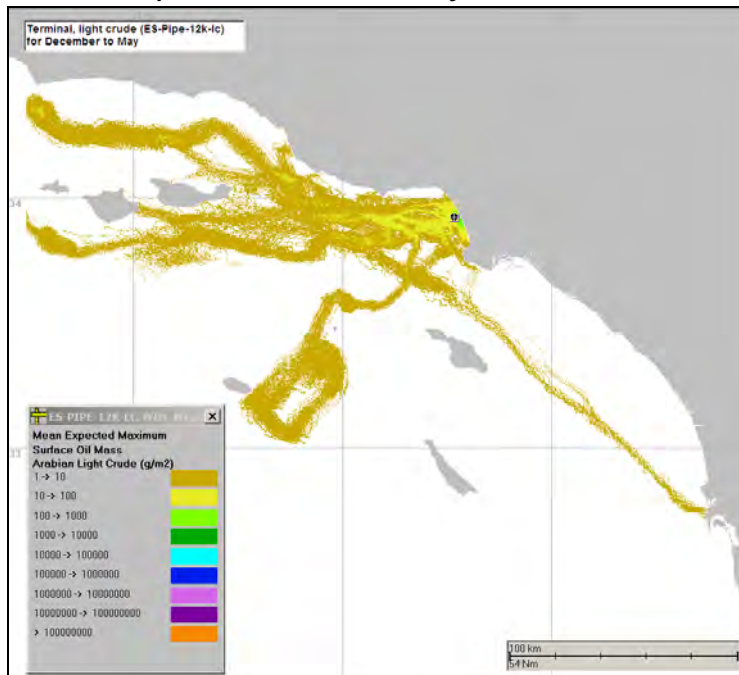 Terminal, light crude (ES-Pipe-12k-lc)
for December to May
34
33
Mean Expected Maximum
Surface Oil Mass
Arabian Light Crude (g/m2)
1 -> 10
10 -> 100
100 -> 1000
1000 -> 10000
10000 -> 100000
100000 -> 1000000
1000000 -> 10000000
10000000 -> 100000000
> 100000000
100 km
54 Nm